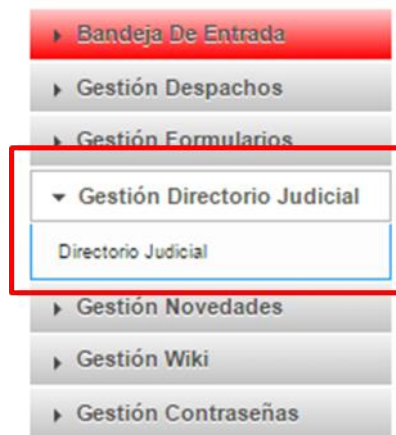 Bandeja De Entrada
Gestión Despachos
Gestión Formularios
Gestión Directorio Judicial
Directorio Judicial
Gestión Novedades
Gestión Wiki
Gestión Contraseñas